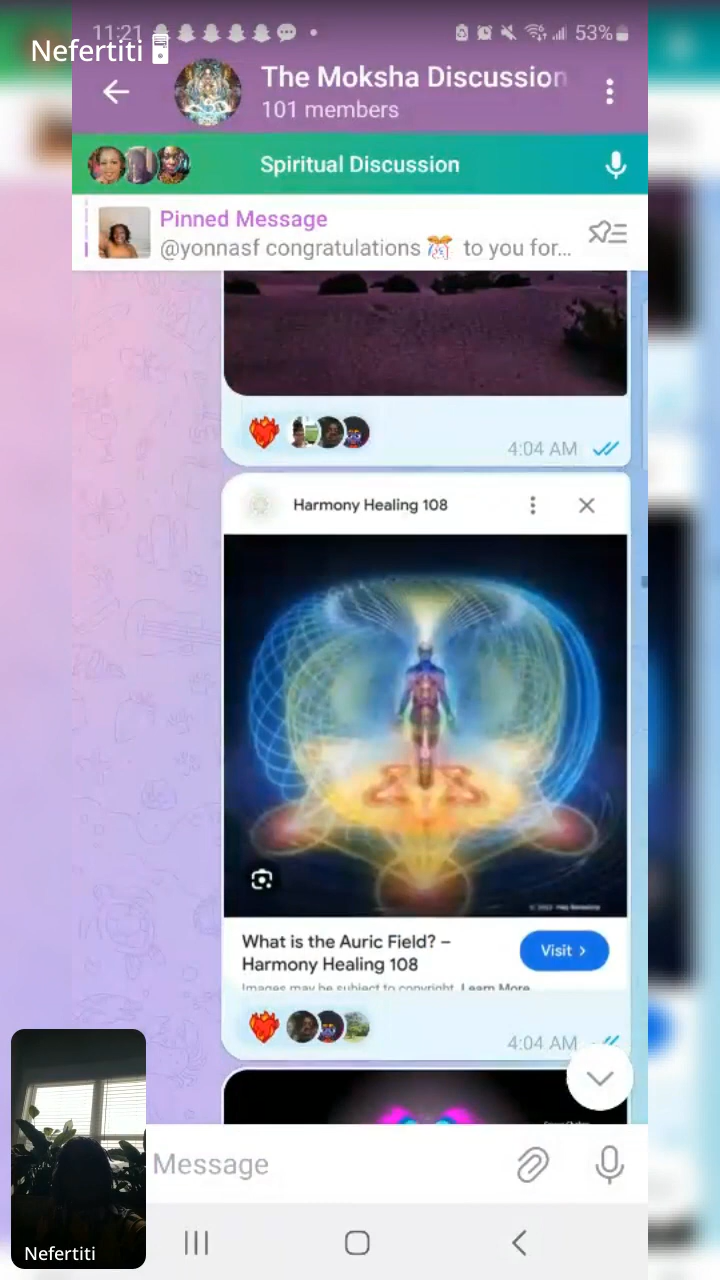 11:21
53%
Nefertiti
The Moksha Discussion
101 members
Spiritual Discussion
Pinned Message
@yonnasf congratulations to you for...
4:04 AM
Harmony Healing 108
What is the Auric Field? –
Harmony Healing 108
Visit >
Images may be subject to copyright. Learn More
4:04 AM
Message
Nefertiti